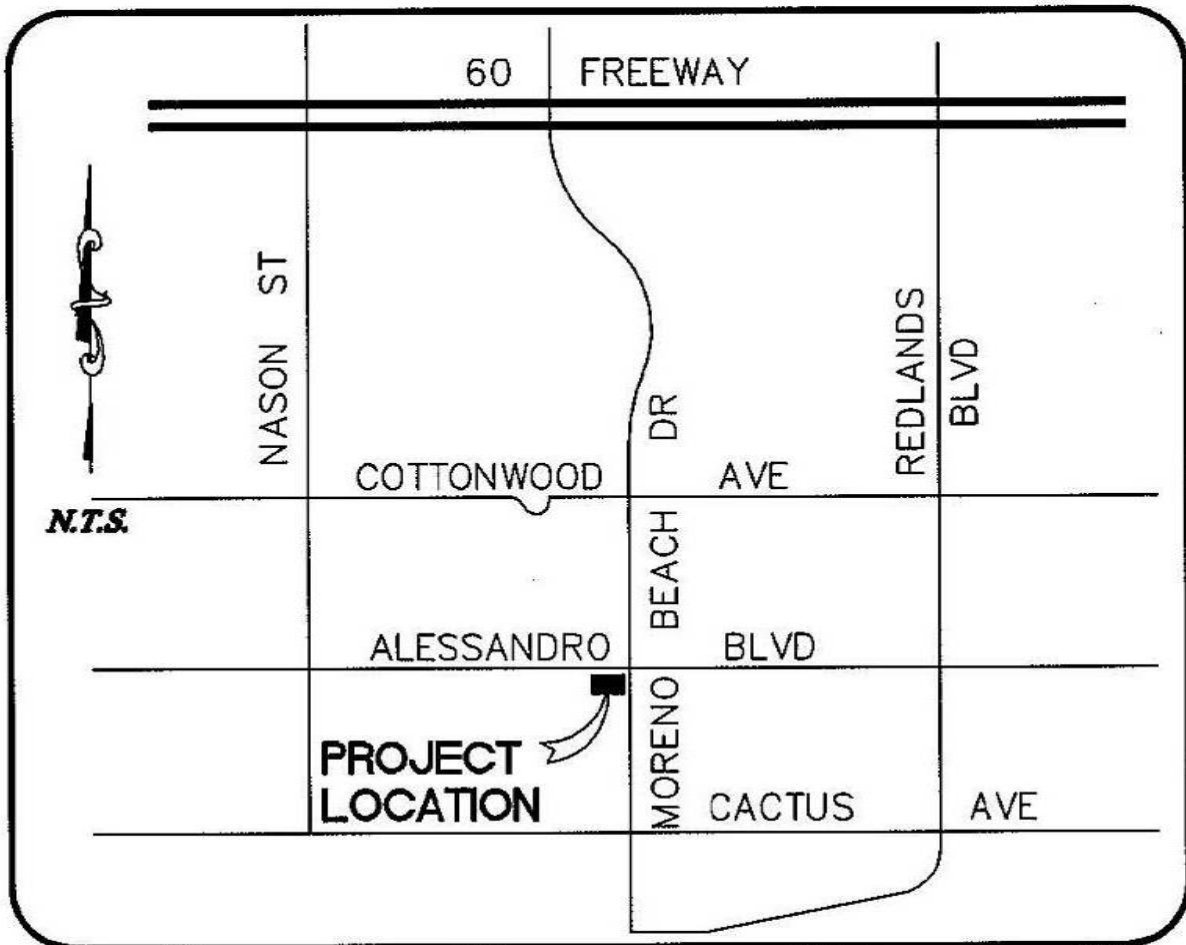 60 FREEWAY
NASON ST
MORENO BEACH DR
REDLANDS
BLVD
COTTONWOOD AVE
N.T.S.
ALESSANDRO BLVD
PROJECT
LOCATION
CACTUS AVE